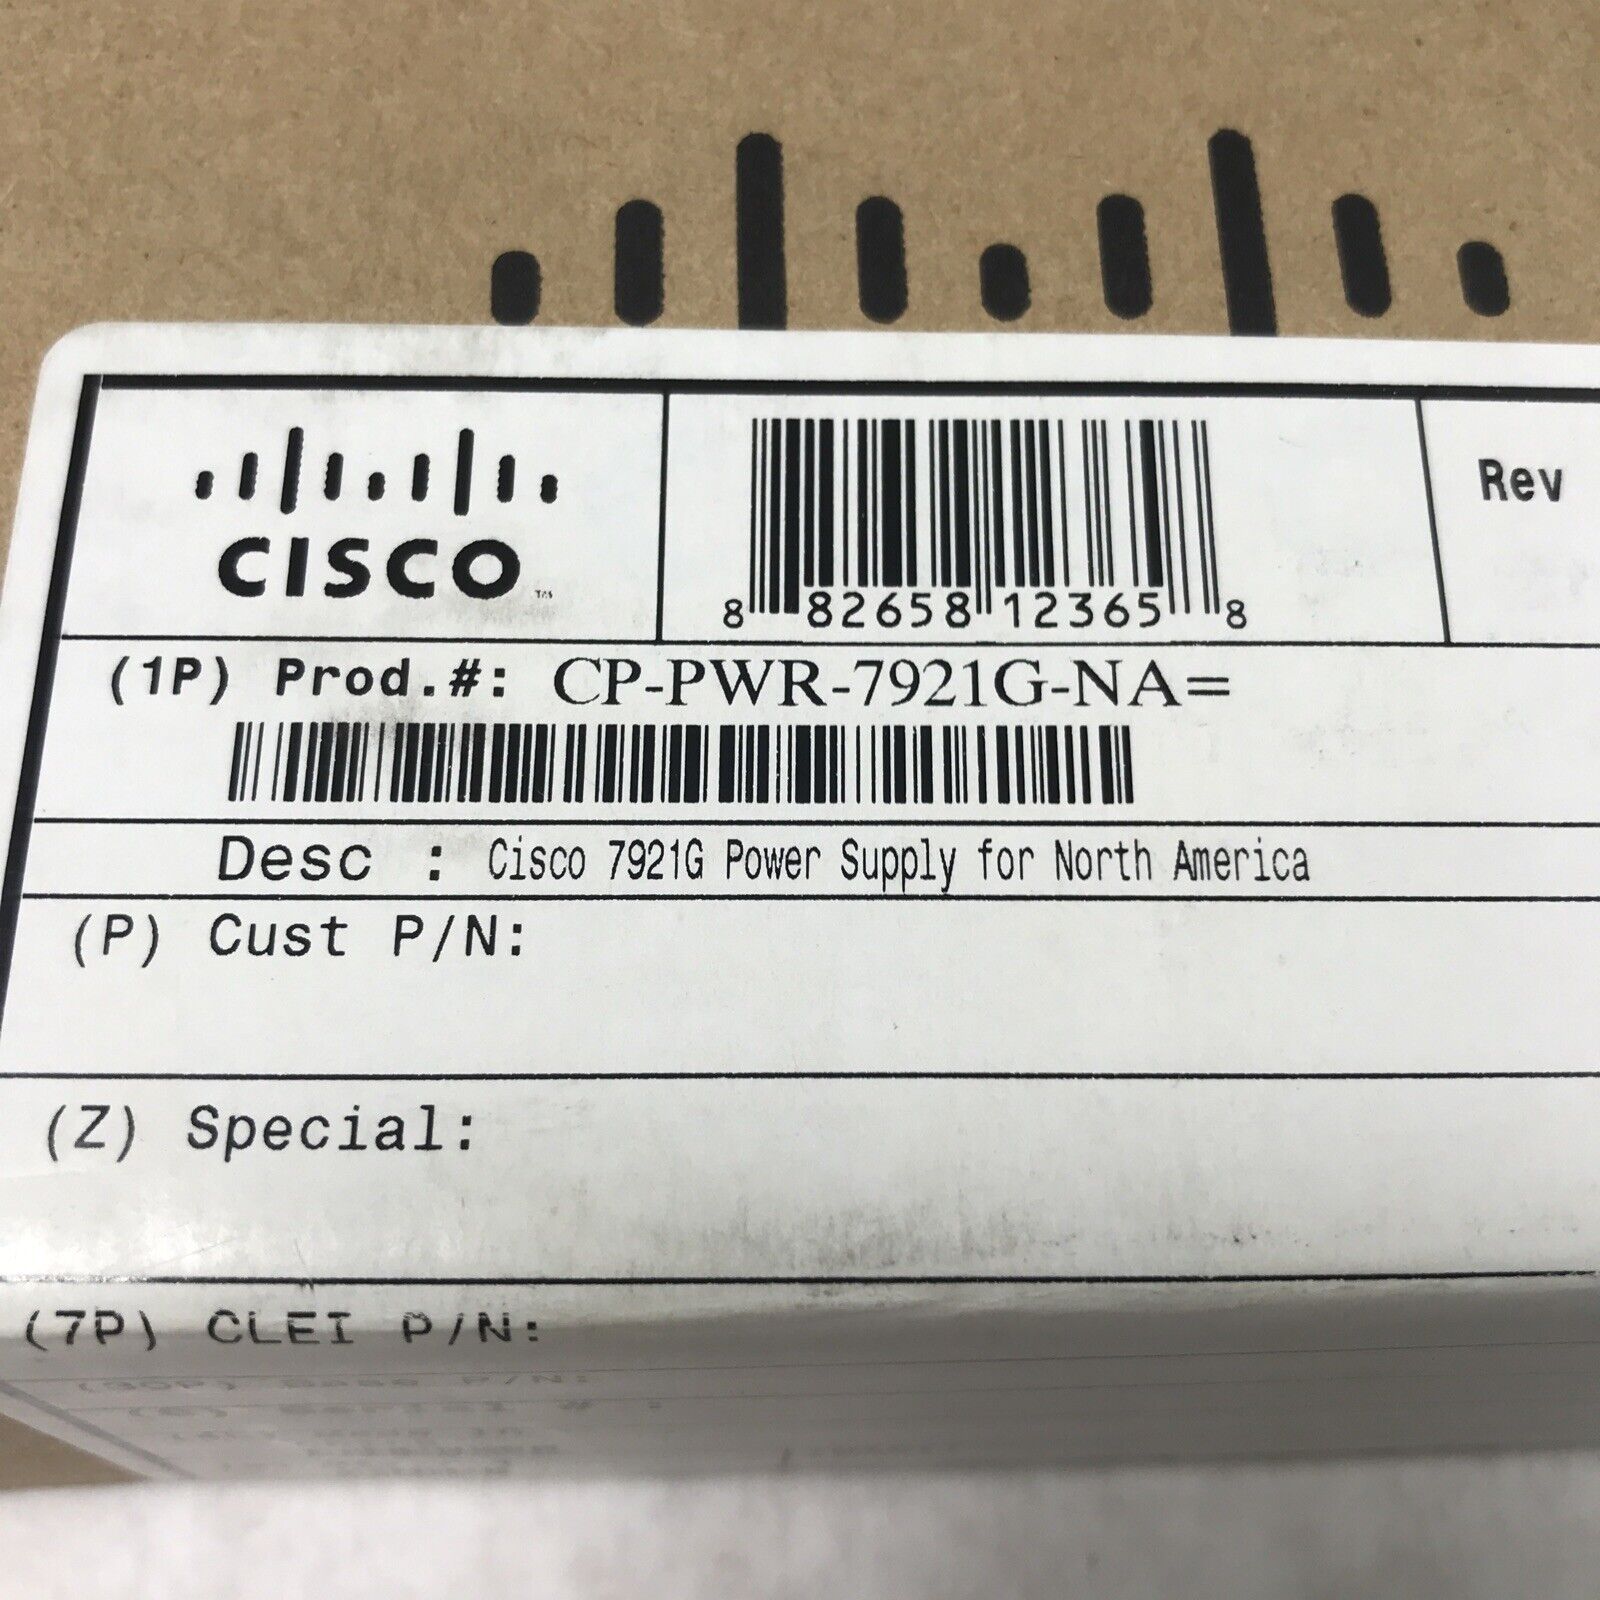 CISCO™
8 82658 12365 8
Rev
(1P) Prod.#: CP-PWR-7921G-NA=
Desc : Cisco 7921G Power Supply for North America
(P) Cust P/N:
(Z) Special:
(7P) CLEI P/N: